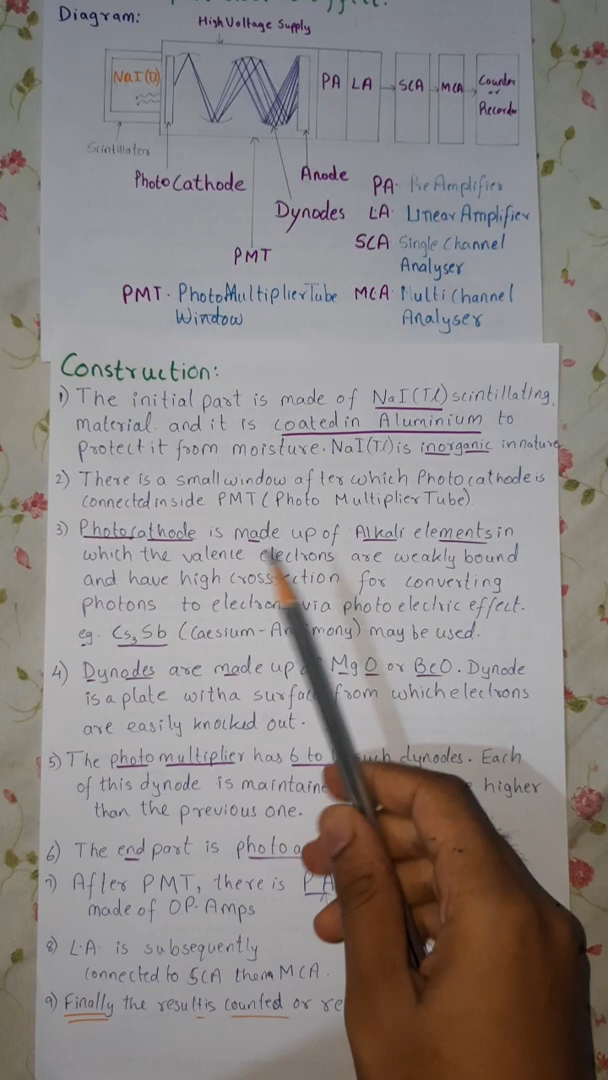 Diagram:
High Voltage Supply
NaI(Tl)
PA LA SCA MCA Counter
or
Recorder
Scintillator
Photo Cathode
Anode
Dynodes
PMT
PA- Pre Amplifier
LA- Linear Amplifier
SCA Single Channel
Analyser
PMT- PhotoMultiplierTube
Window
MCA- Multi Channel
Analyser
Construction:
1) The initial part is made of NaI(Tl) scintillating
material. and it is coated in Aluminium to
protect it from moisture. NaI(Tl) is inorganic in nature
2) There is a small window after which Photocathode is
connected inside PMT (Photo MultiplierTube)
3) Photocathode is made up of Alkali elements in
which the valence electrons are weakly bound
and have high cross section for converting
photons to electron via photo electric effect.
eg. Cs3Sb (Caesium-Antimony) may be used.
4) Dynodes are made up of MgO or BeO. Dynode
is a plate with a surface from which electrons
are easily knocked out.
5) The photo multiplier has 6 to such dynodes. Each
of this dynode is higher
than the previous one.
6) The end part is photo
7) After PMT, there is PA
made of OP-Amps
8) L.A. is subsequently
connected to SCA then MCA.
9) Finally the result is counted or